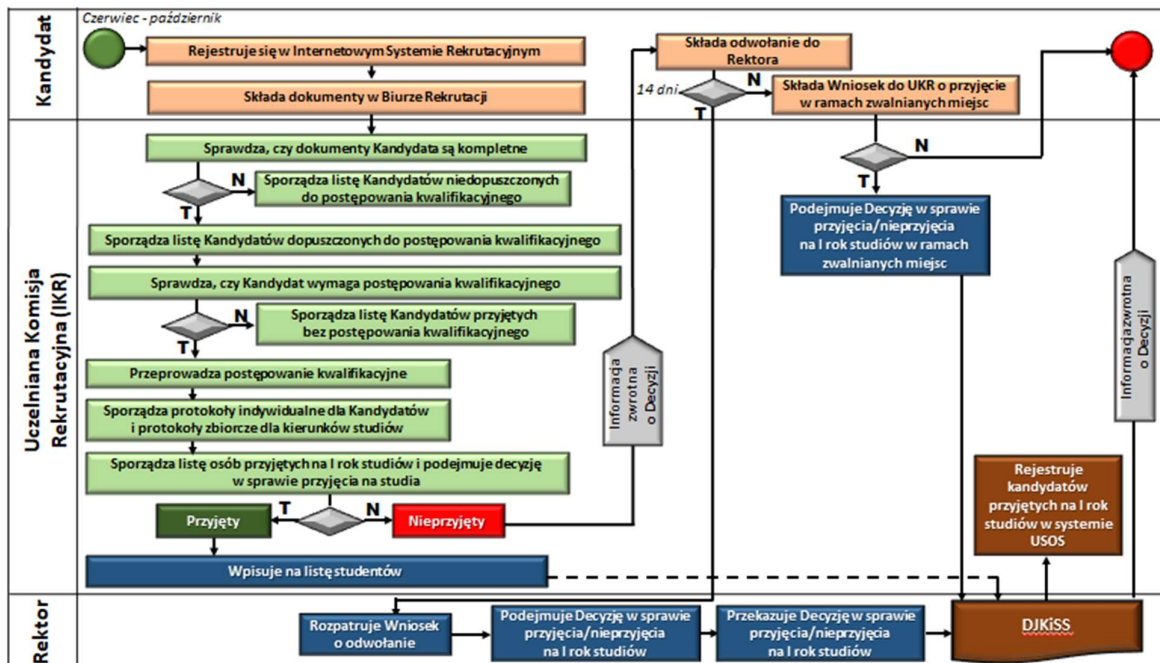 Kandydat
Czerwiec - październik
Rejestruje się w Internetowym Systemie Rekrutacyjnym
Składa dokumenty w Biurze Rekrutacji
Składa odwołanie do
Rektora
14 dni
N
T
Składa Wniosek do UKR o przyjęcie
w ramach zwalnianych miejsc
N
T
Uczelniana Komisja
Rekrutacyjna (IKR)
Sprawdza, czy dokumenty Kandydata są kompletne
N
T
Sporządza listę Kandydatów niedopuszczonych
do postępowania kwalifikacyjnego
Sporządza listę Kandydatów dopuszczonych do postępowania kwalifikacyjnego
Sprawdza, czy Kandydat wymaga postępowania kwalifikacyjnego
N
T
Sporządza listę Kandydatów przyjętych
bez postępowania kwalifikacyjnego
Przeprowadza postępowanie kwalifikacyjne
Sporządza protokoły indywidualne dla Kandydatów
i protokoły zbiorcze dla kierunków studiów
Sporządza listę osób przyjętych na I rok studiów i podejmuje decyzję
w sprawie przyjęcia na studia
T
N
Przyjęty
Nieprzyjęty
Wpisuje na listę studentów
Informacja
zwrotna
o Decyzji
Podejmuje Decyzję w sprawie
przyjęcia/nieprzyjęcia
na I rok studiów w ramach
zwalnianych miejsc
Informacja zwrotna
o Decyzji
Rejestruje
kandydatów
przyjętych na I rok
studiów w systemie
USOS
Rektor
Rozpatruje Wniosek
o odwołanie
Podejmuje Decyzję w sprawie
przyjęcia/nieprzyjęcia
na I rok studiów
Przekazuje Decyzję w sprawie
przyjęcia/nieprzyjęcia
na I rok studiów
DJKiSS